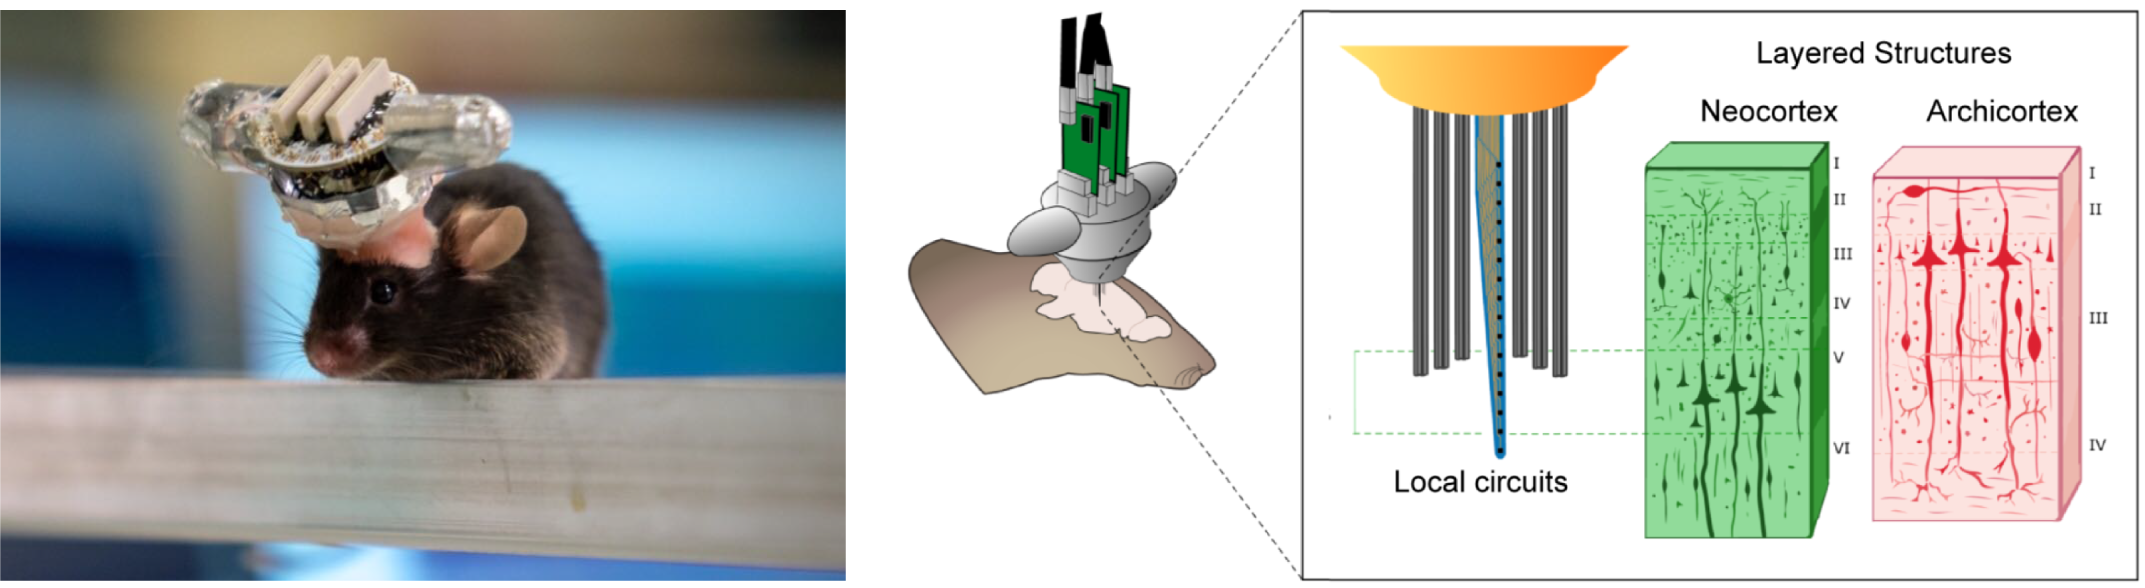 Layered Structures
Neocortex
Archicortex
I
II
III
IV
V
VI
I
II
III
IV
Local circuits